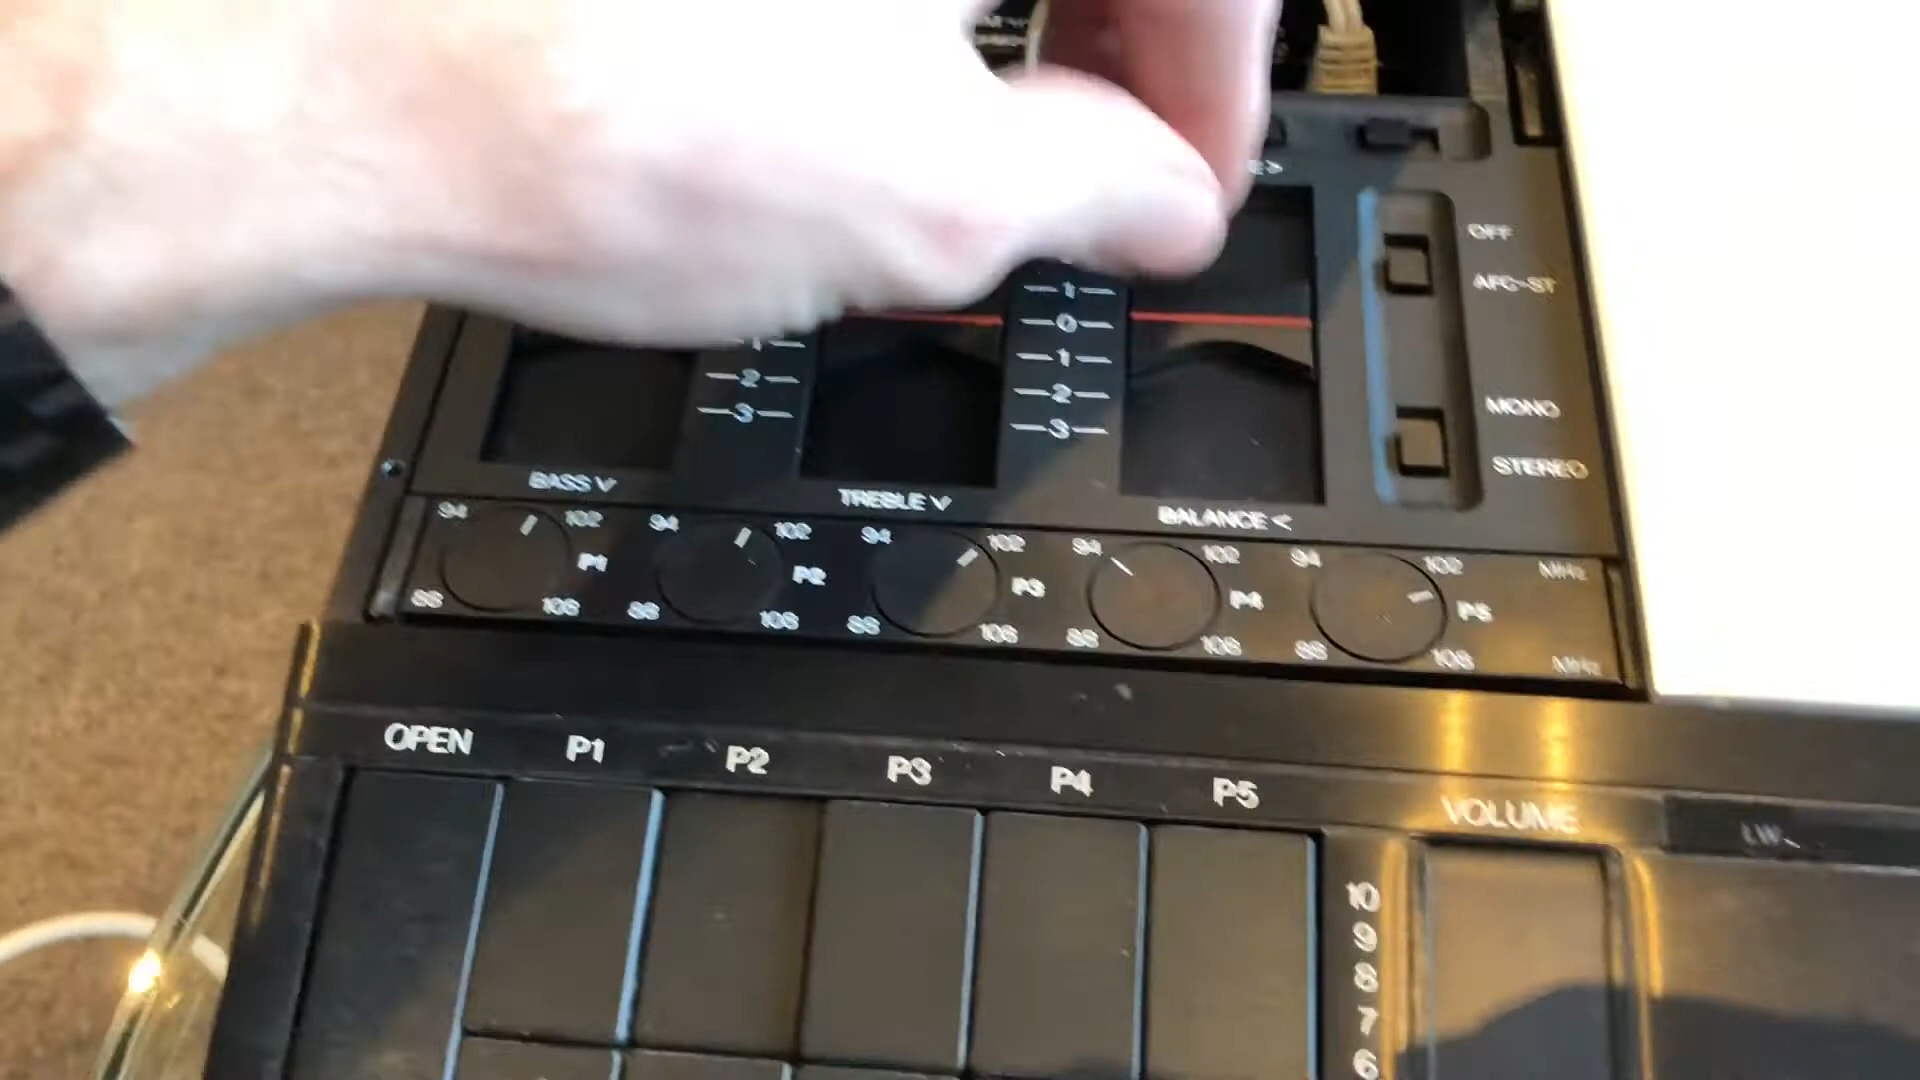 OFF
AFC-ST
1 1
0
1
2 2
3 3
MONO
STEREO
BASS V TREBLE V BALANCE <
94 102 94 102 94 102 94 102 94 102 MHz
P1 P2 P3 P4 P5
88 108 88 108 88 108 88 108 88 108 MHz
OPEN P1 P2 P3 P4 P5 VOLUME LW
10
9
8
7
6